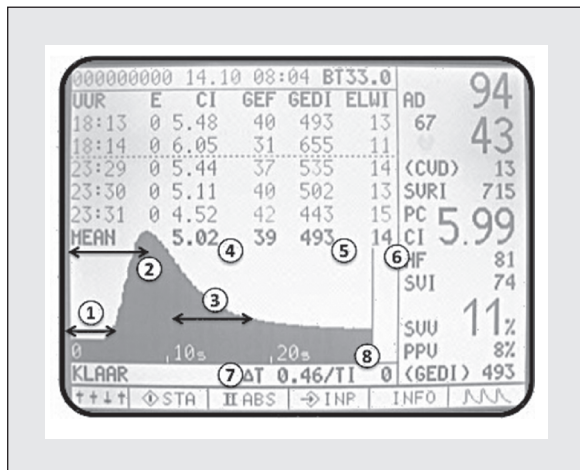 000000000 14.10 08:04 BT33.0
UUR E CI GEF GEDI ELWI
18:13 0 5.48 40 493 13
18:14 0 6.05 31 655 11
23:29 0 5.44 37 535 14
23:30 0 5.11 40 502 13
23:31 0 4.52 42 443 15
MEAN 5.02 39 493 14
④ ⑤ ⑥
②
① ③
0 10s 20s ⑧
KLAAR ⑦ ΔT 0.46/TI 0
STA ABS INP INFO
AD 94
67 43
(CVD) 13
SVRI 715
PC
CI 5.99
HF 81
SVI 74
SVV 11%
PPV 8%
(GEDI) 493